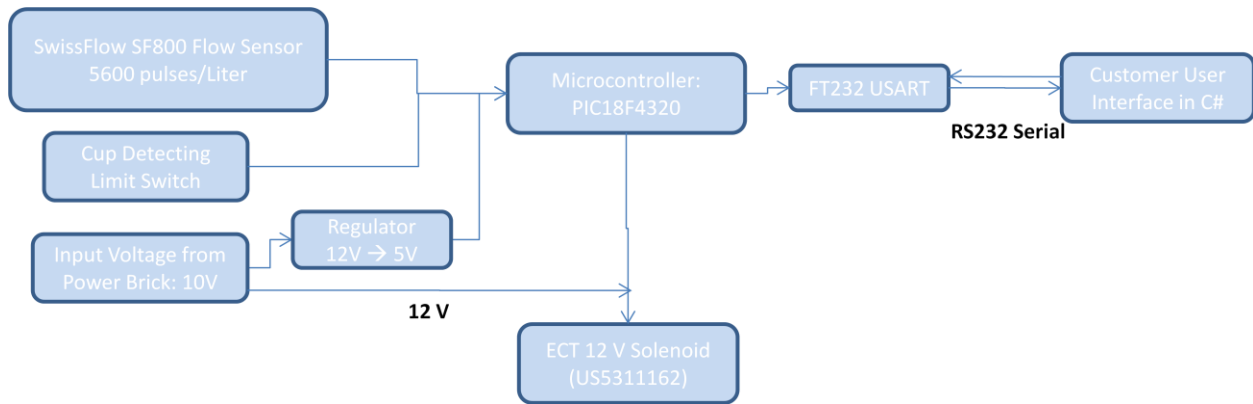 SwissFlow SF800 Flow Sensor
5600 pulses/Liter
Microcontroller:
PIC18F4320
FT232 USART
Customer User
Interface in C#
RS232 Serial
Cup Detecting
Limit Switch
Regulator
12V → 5V
Input Voltage from
Power Brick: 10V
12 V
ECT 12 V Solenoid
(US5311162)